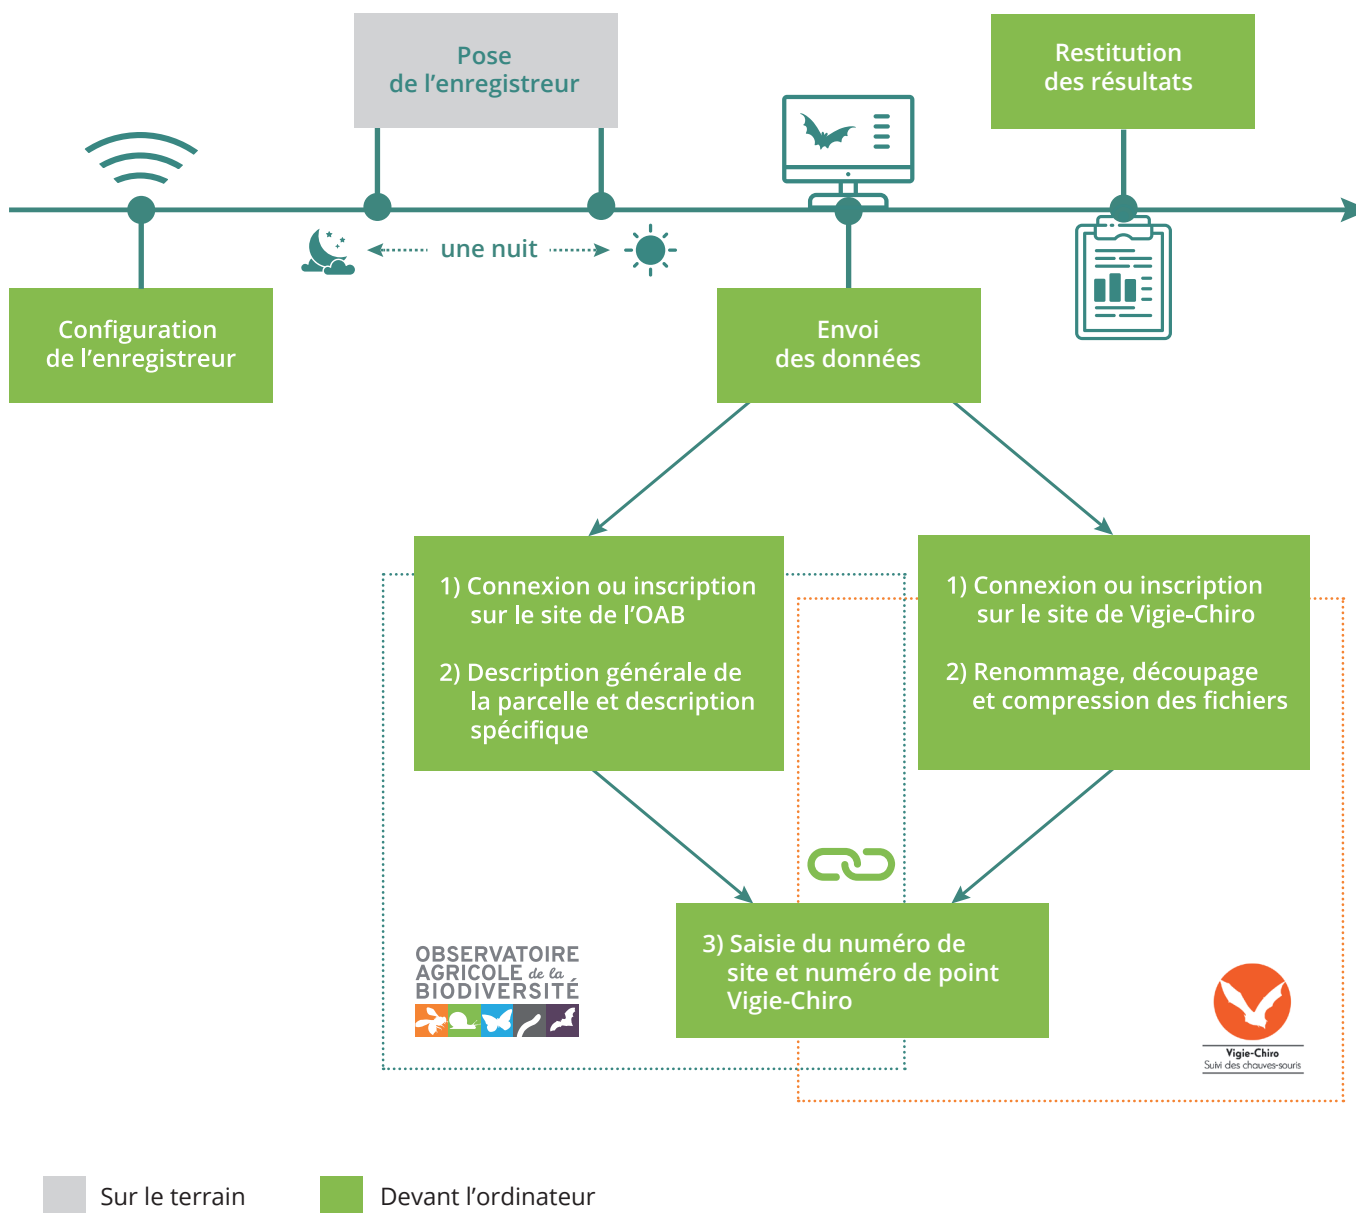 Pose
de l’enregistreur
Restitution
des résultats
une nuit
Configuration
de l’enregistreur
Envoi
des données
1) Connexion ou inscription
sur le site de l’OAB
2) Description générale de
la parcelle et description
spécifique
1) Connexion ou inscription
sur le site de Vigie-Chiro
2) Renommage, découpage
et compression des fichiers
3) Saisie du numéro de
site et numéro de point
Vigie-Chiro
OBSERVATOIRE
AGRICOLE de la
BIODIVERSITÉ
Vigie-Chiro
Suivi des chauves-souris
Sur le terrain
Devant l’ordinateur